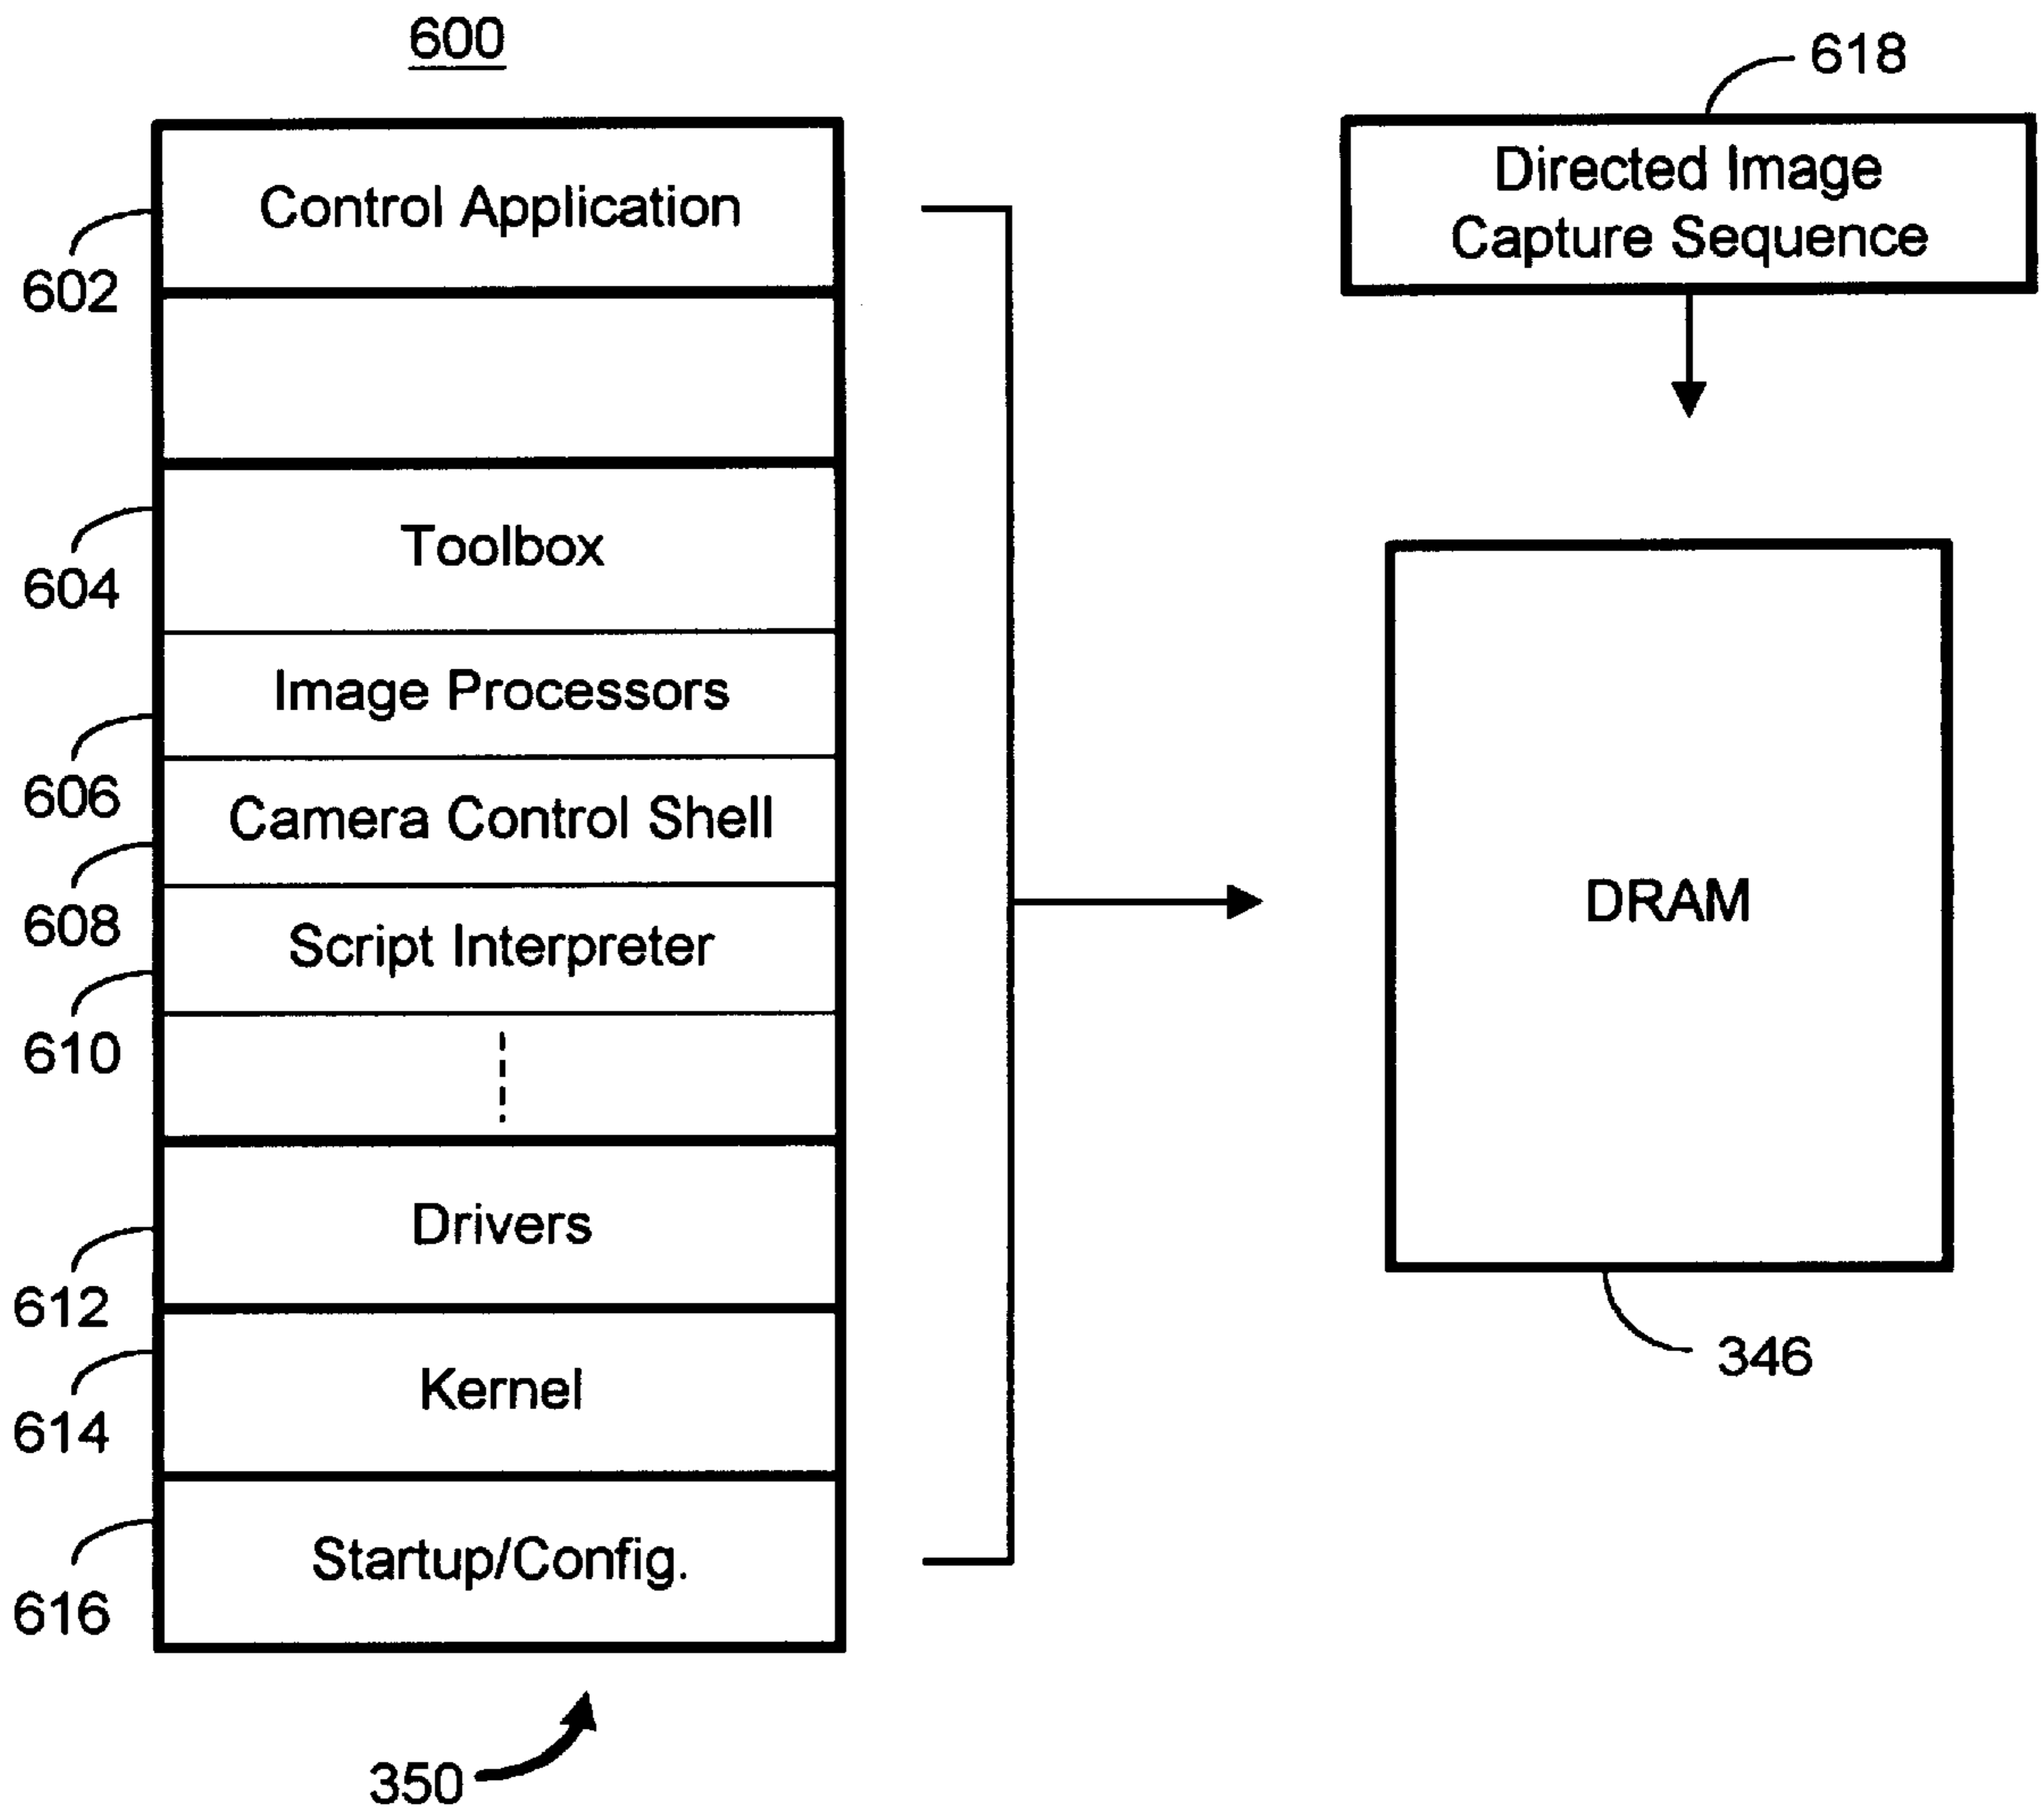 600
618
Directed Image
Capture Sequence
Control Application
602
Toolbox
604
Image Processors
606
Camera Control Shell
608
Script Interpreter
610
DRAM
346
Drivers
612
Kernel
614
Startup/Config.
616
350